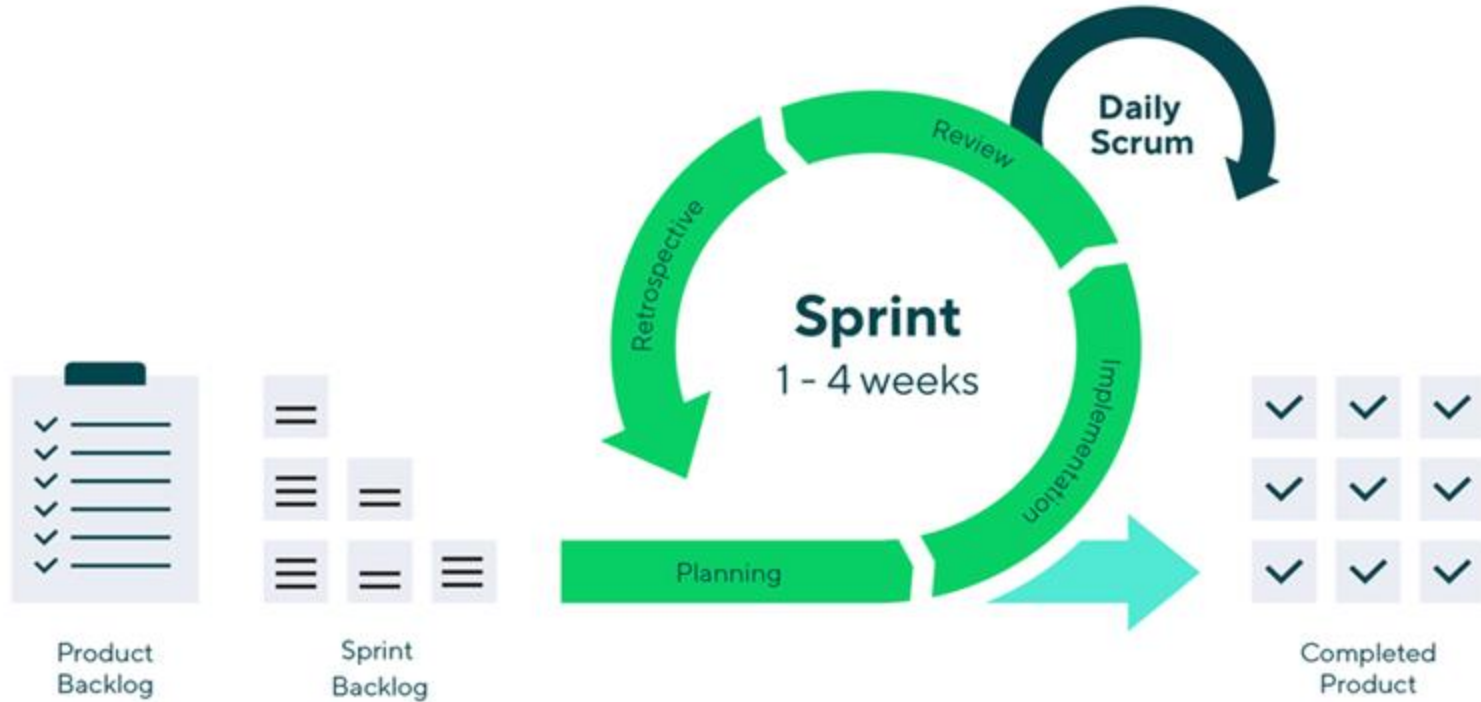 Daily
Scrum
Review
Retrospective
Sprint
1 - 4 weeks
Implementation
Planning
Product
Backlog
Sprint
Backlog
Completed
Product